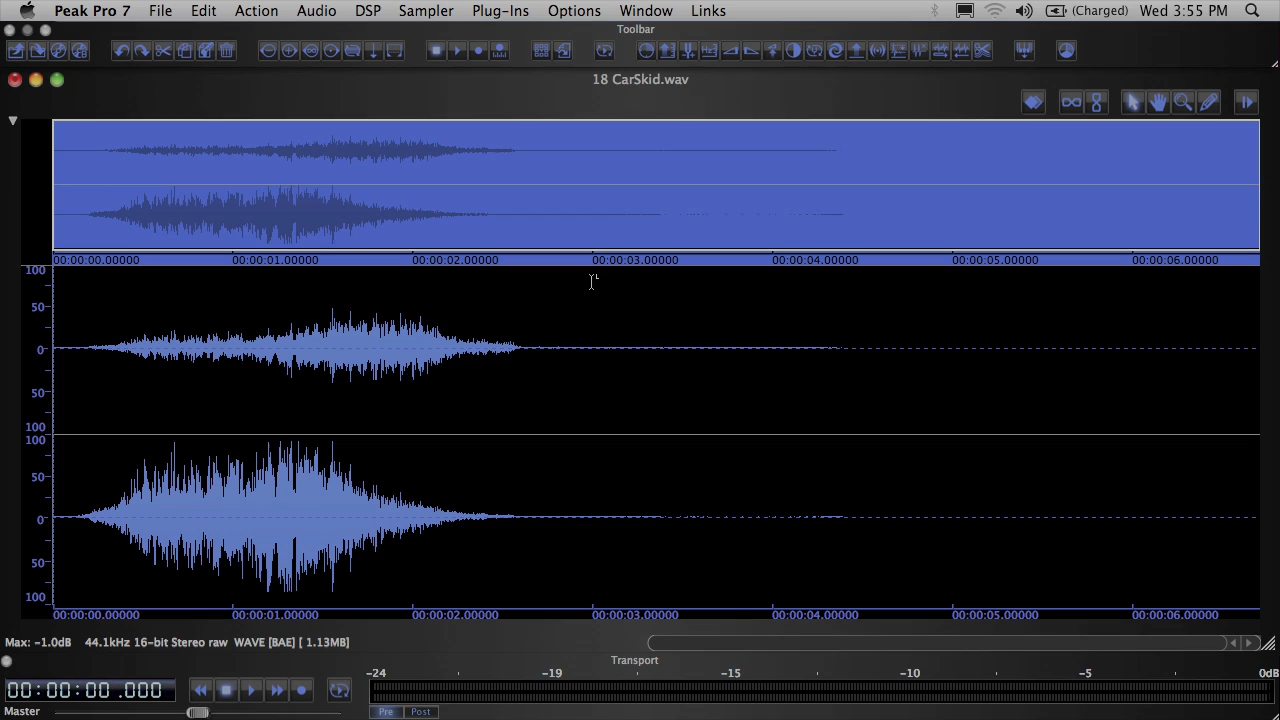 Peak Pro 7 File Edit Action Audio DSP Sampler Plug-Ins Options Window Links (Charged) Wed 3:55 PM
Toolbar
18 CarSkid.wav
00:00:00.00000 00:00:01.00000 00:00:02.00000 00:00:03.00000 00:00:04.00000 00:00:05.00000 00:00:06.00000
100
50
0
50
100
100
50
0
50
100
00:00:00.00000 00:00:01.00000 00:00:02.00000 00:00:03.00000 00:00:04.00000 00:00:05.00000 00:00:06.00000
Max: -1.0dB 44.1kHz 16-bit Stereo raw WAVE [BAE] [ 1.13MB]
Transport
-24 -19 -15 -10 -5 0dB
00:00:00 .000
Master Pre Post